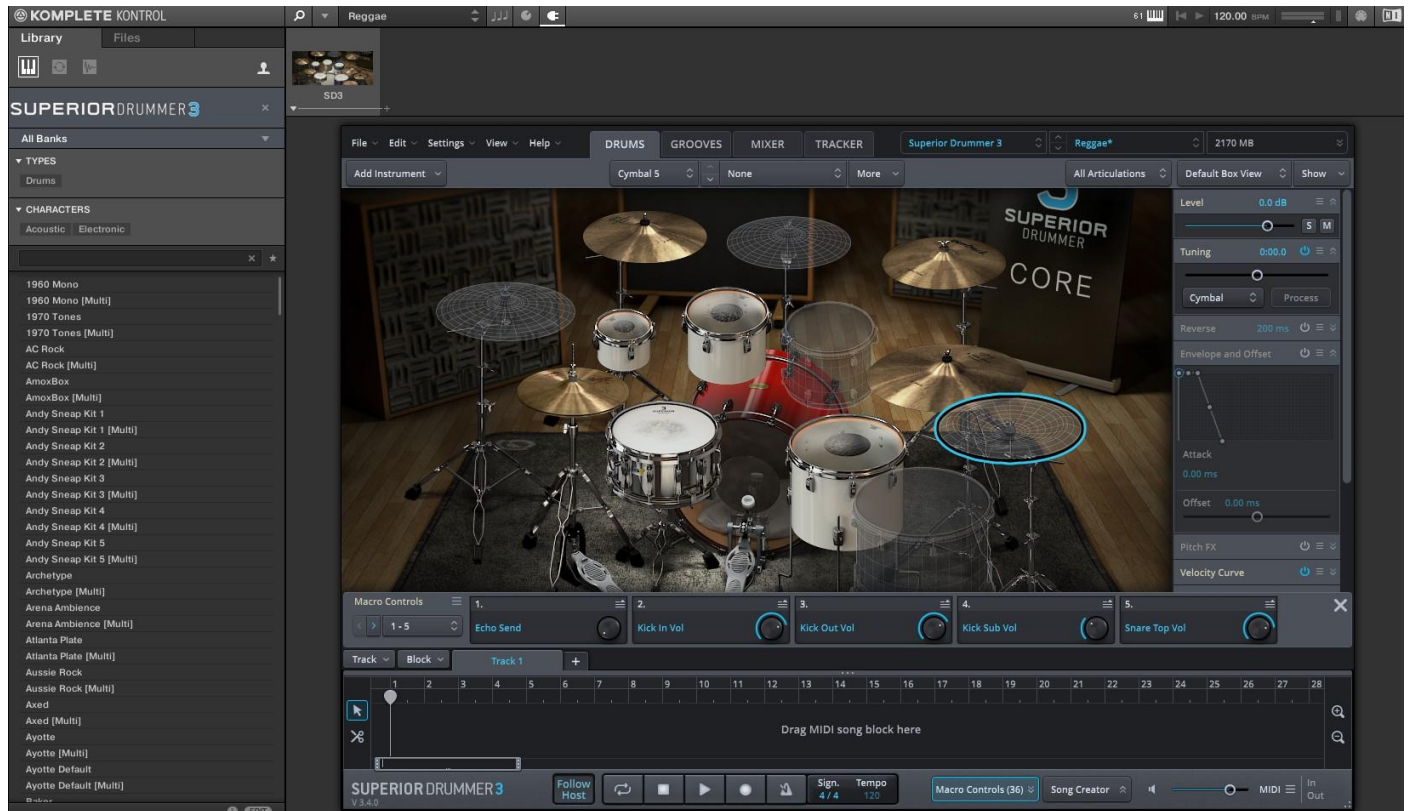 KOMPLETE KONTROL
Reggae
61
120.00 BPM
Library Files
SD3
SUPERIOR DRUMMER 3
All Banks
TYPES
Drums
CHARACTERS
Acoustic Electronic
1960 Mono
1960 Mono [Multi]
1970 Tones
1970 Tones [Multi]
AC Rock
AC Rock [Multi]
AmoxBox
AmoxBox [Multi]
Andy Sneap Kit 1
Andy Sneap Kit 1 [Multi]
Andy Sneap Kit 2
Andy Sneap Kit 2 [Multi]
Andy Sneap Kit 3
Andy Sneap Kit 3 [Multi]
Andy Sneap Kit 4
Andy Sneap Kit 4 [Multi]
Andy Sneap Kit 5
Andy Sneap Kit 5 [Multi]
Archetype
Archetype [Multi]
Arena Ambience
Arena Ambience [Multi]
Atlanta Plate
Atlanta Plate [Multi]
Aussie Rock
Aussie Rock [Multi]
Axed
Axed [Multi]
Ayotte
Ayotte [Multi]
Ayotte Default
Ayotte Default [Multi]
Baker
EDIT
File Edit Settings View Help DRUMS GROOVES MIXER TRACKER Superior Drummer 3 Reggae* 2170 MB
Add Instrument Cymbal 5 None More All Articulations Default Box View Show
3
SUPERIOR
DRUMMER
CORE
Level 0.0 dB
S M
Tuning 0:00.0
Cymbal Process
Reverse 200 ms
Envelope and Offset
Attack
0.00 ms
Offset 0.00 ms
Pitch FX
Velocity Curve
Macro Controls 1. 2. 3. 4. 5.
1 - 5 Echo Send Kick In Vol Kick Out Vol Kick Sub Vol Snare Top Vol
Track Block Track 1 +
1 2 3 4 5 6 7 8 9 10 11 12 13 14 15 16 17 18 19 20 21 22 23 24 25 26 27 28
Drag MIDI song block here
SUPERIOR DRUMMER 3
V 3.4.0
Follow Host
Sign. Tempo
4 / 4 120
Macro Controls (36) Song Creator MIDI In
Out